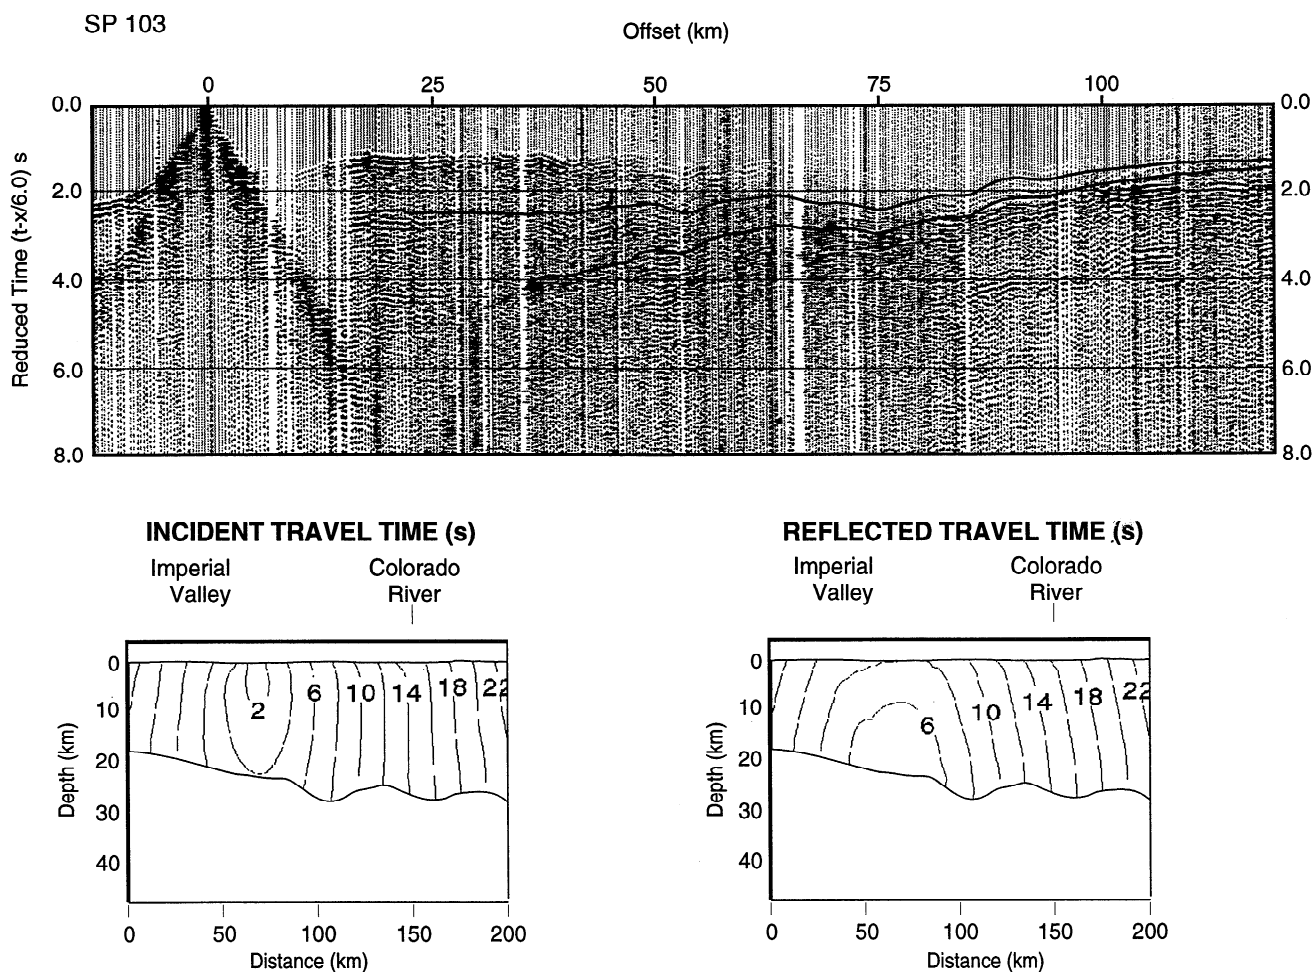 SP 103
Offset (km)
0 25 50 75 100
0.0 0.0
2.0 2.0
4.0 4.0
6.0 6.0
8.0 8.0
Reduced Time (t-x/6.0) s
INCIDENT TRAVEL TIME (s)
Imperial
Valley
Colorado
River
0
10
20
30
40
Depth (km)
2 6 10 14 18 22
0 50 100 150 200
Distance (km)
REFLECTED TRAVEL TIME (s)
Imperial
Valley
Colorado
River
0
10
20
30
40
Depth (km)
6 10 14 18 22
0 50 100 150 200
Distance (km)